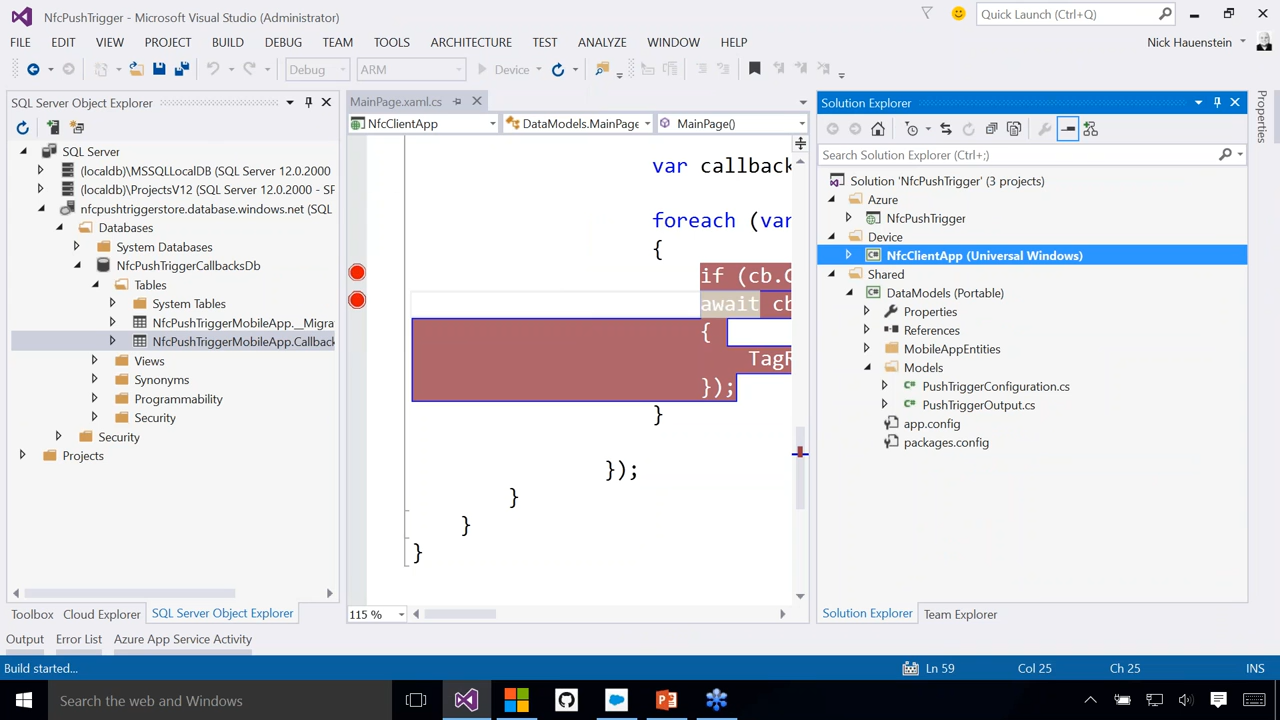 NfcPushTrigger - Microsoft Visual Studio (Administrator)
Quick Launch (Ctrl+Q)
FILE EDIT VIEW PROJECT BUILD DEBUG TEAM TOOLS ARCHITECTURE TEST ANALYZE WINDOW HELP
Nick Hauenstein
Debug ARM Device
SQL Server Object Explorer
SQL Server
(localdb)\MSSQLLocalDB (SQL Server 12.0.2000
(localdb)\ProjectsV12 (SQL Server 12.0.2000 - SF
nfcpushtriggerstore.database.windows.net (SQL
Databases
System Databases
NfcPushTriggerCallbacksDb
Tables
System Tables
NfcPushTriggerMobileApp.__Migra
NfcPushTriggerMobileApp.Callback
Views
Synonyms
Programmability
Security
Security
Projects
Toolbox Cloud Explorer SQL Server Object Explorer
MainPage.xaml.cs
NfcClientApp DataModels.MainPage MainPage()
var callback
foreach (var
{
if (cb.
await cb
{
TagR
});
}
});
}
}
}
115 %
Solution Explorer
Search Solution Explorer (Ctrl+;)
Solution 'NfcPushTrigger' (3 projects)
Azure
NfcPushTrigger
Device
NfcClientApp (Universal Windows)
Shared
DataModels (Portable)
Properties
References
MobileAppEntities
Models
PushTriggerConfiguration.cs
PushTriggerOutput.cs
app.config
packages.config
Solution Explorer Team Explorer
Properties
Output Error List Azure App Service Activity
Build started... Ln 59 Col 25 Ch 25 INS
Search the web and Windows